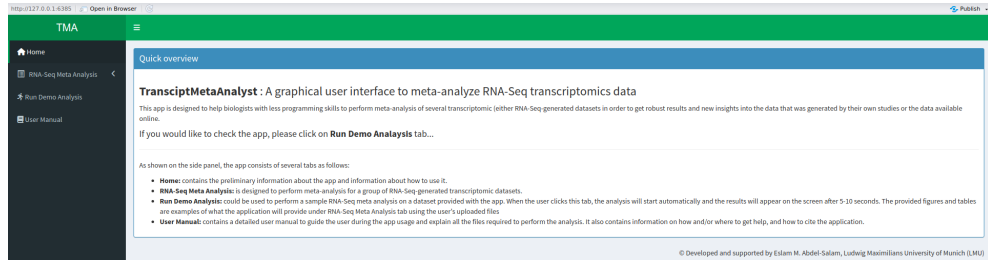 http://127.0.0.1:6385 Open in Browser Publish
TMA
Home
RNA-Seq Meta Analysis
Run Demo Analysis
User Manual
Quick overview
TransciptMetaAnalyst : A graphical user interface to meta-analyze RNA-Seq transcriptomics data
This app is designed to help biologists with less programming skills to perform meta-analysis of several transcriptomic (either RNA-Seq-generated datasets in order to get robust results and new insights into the data that was generated by their own studies or the data available
online.
If you would like to check the app, please click on Run Demo Analaysis tab...
As shown on the side panel, the app consists of several tabs as follows:
Home: contains the preliminary information about the app and information about how to use it.
RNA-Seq Meta Analysis: is designed to perform meta-analysis for a group of RNA-Seq-generated transcriptomic datasets.
Run Demo Analysis: could be used to perform a sample RNA-Seq meta analysis on a dataset provided with the app. When the user clicks this tab, the analysis will start automatically and the results will appear on the screen after 5-10 seconds. The provided figures and tables
are examples of what the application will provide under RNA-Seq Meta Analysis tab using the user's uploaded files
User Manual: contains a detailed user manual to guide the user during the app usage and explain all the files required to perform the analysis. It also contains information on how and/or where to get help, and how to cite the application.
© Developed and supported by Eslam M. Abdel-Salam, Ludwig Maximilians University of Munich (LMU)